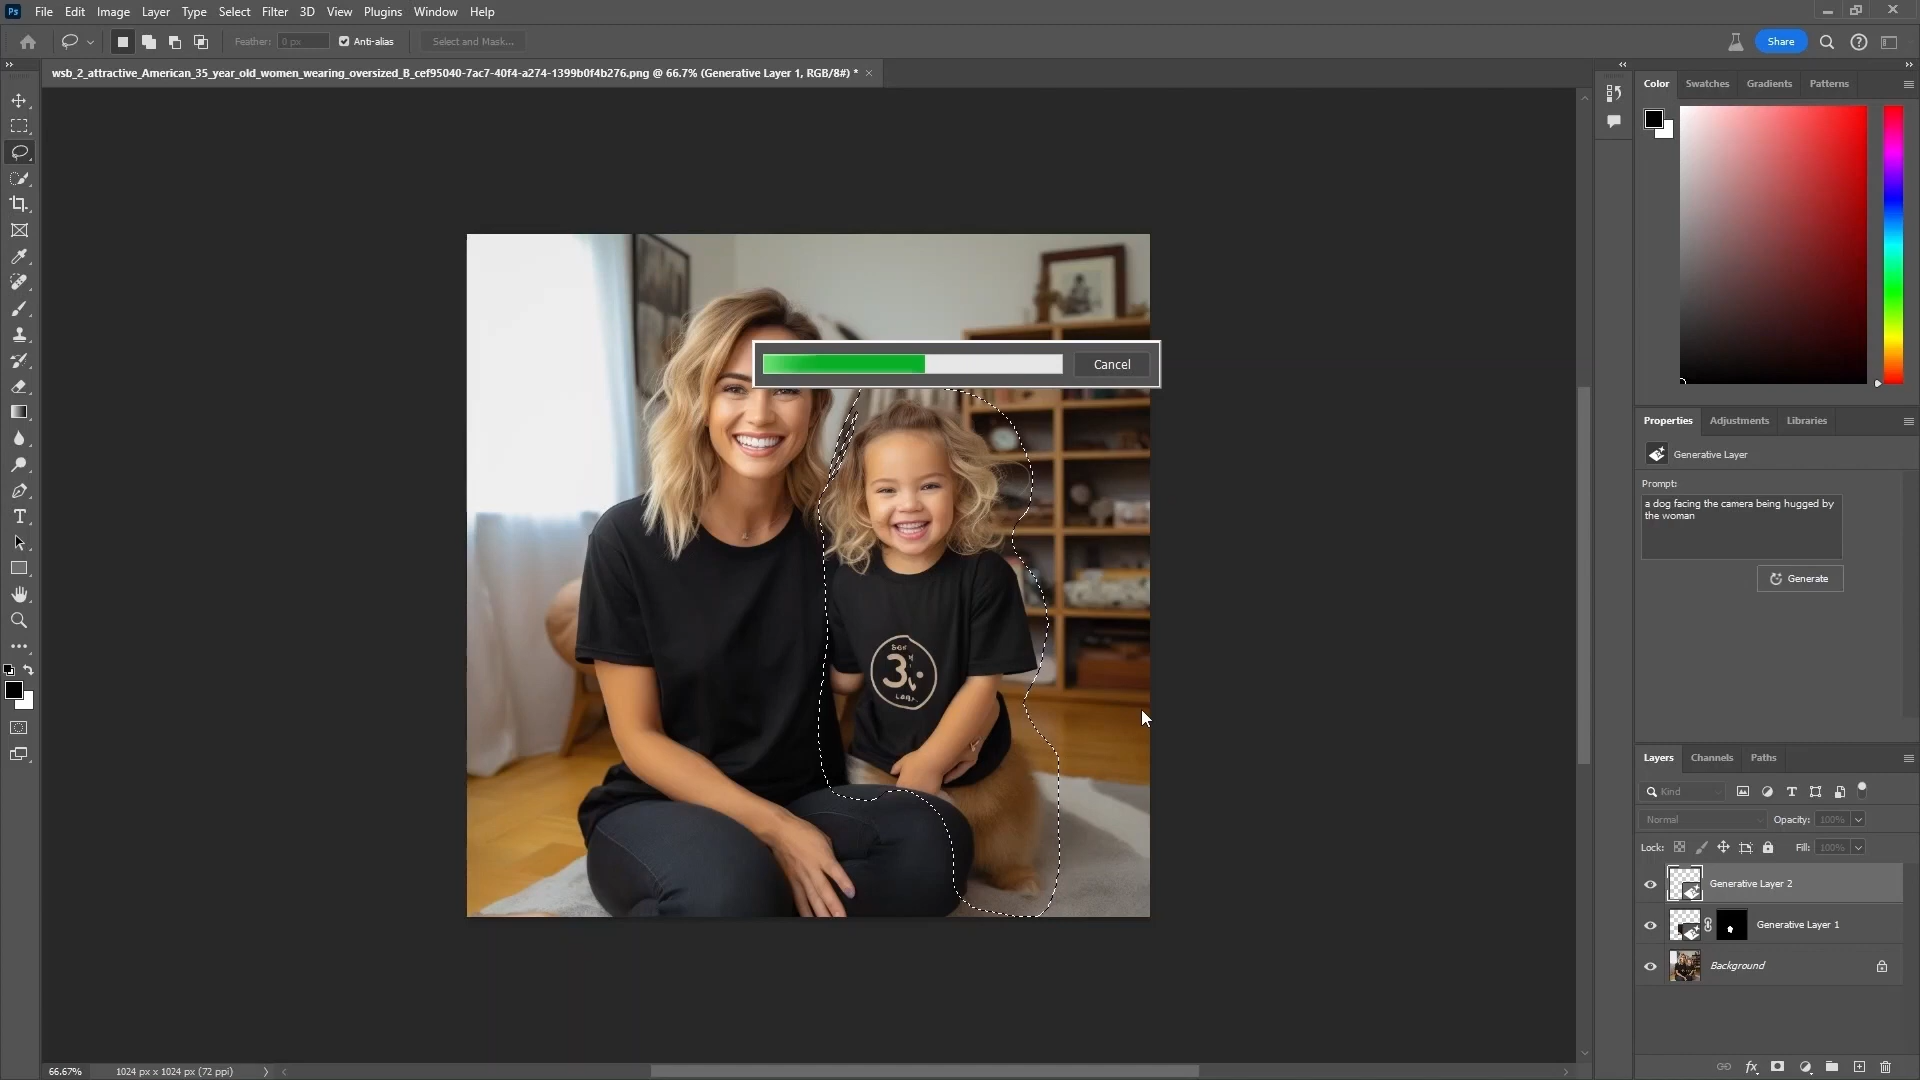 Ps File Edit Image Layer Type Select Filter 3D View Plugins Window Help
Feather: 0 px Anti-alias Select and Mask... Share
wsb_2_attractive_American_35_year_old_women_wearing_oversized_B_cef95040-7ac7-40f4-a274-1399b0f4b276.png @ 66.7% (Generative Layer 1, RGB/8#) *
Color Swatches Gradients Patterns
Cancel
3
Properties Adjustments Libraries
Generative Layer
Prompt:
a dog facing the camera being hugged by
the woman
Generate
Layers Channels Paths
Kind
Normal Opacity: 100%
Lock: Fill: 100%
Generative Layer 2
Generative Layer 1
Background
66.67% 1024 px x 1024 px (72 ppi)